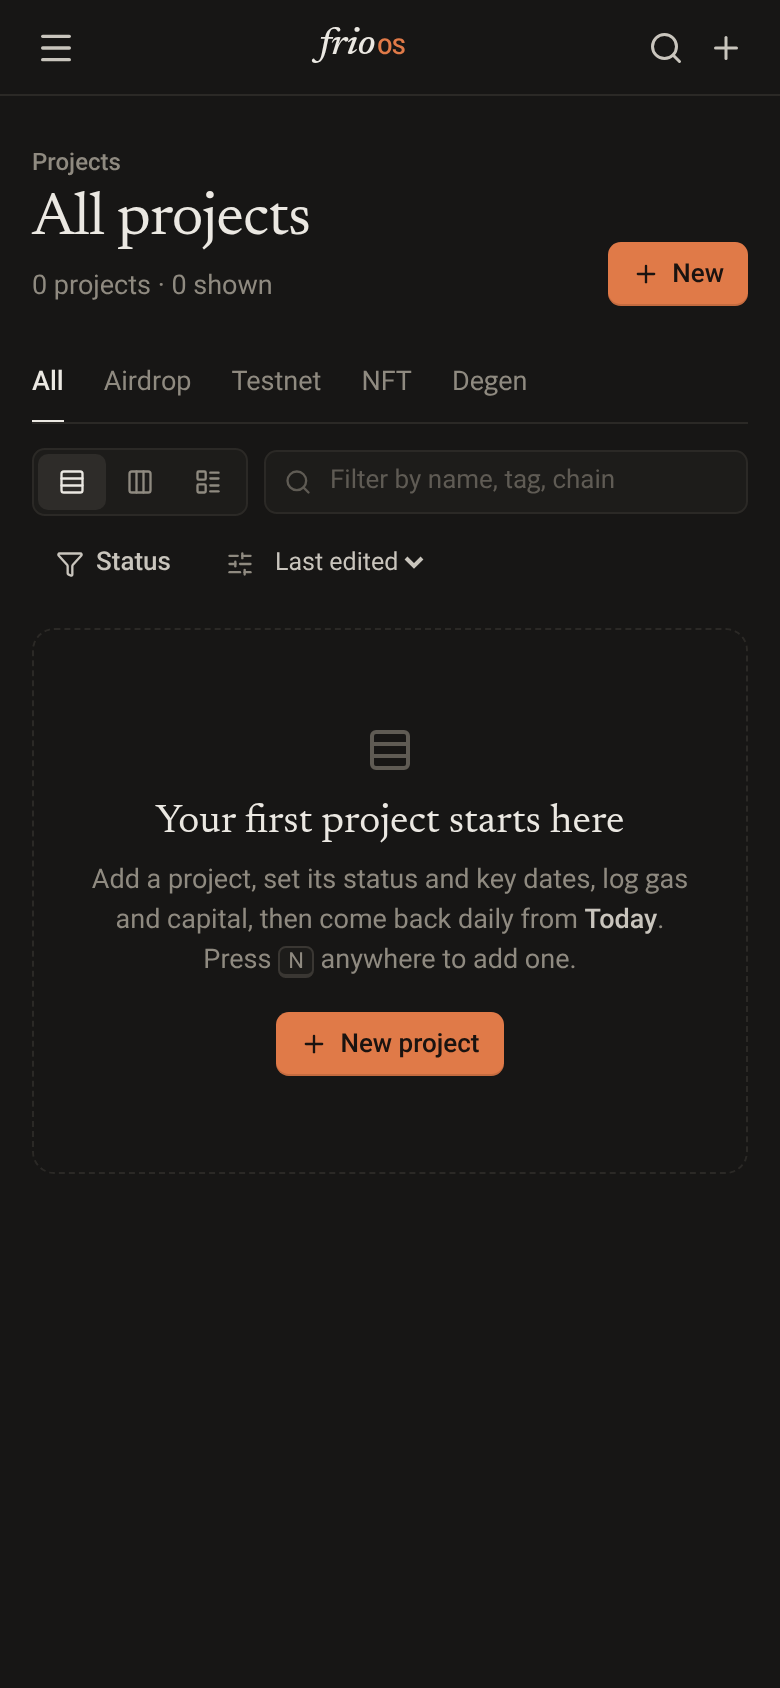 frio os
Projects
All projects
0 projects · 0 shown
New
All Airdrop Testnet NFT Degen
Filter by name, tag, chain
Status Last edited
Your first project starts here
Add a project, set its status and key dates, log gas
and capital, then come back daily from Today.
Press N anywhere to add one.
New project